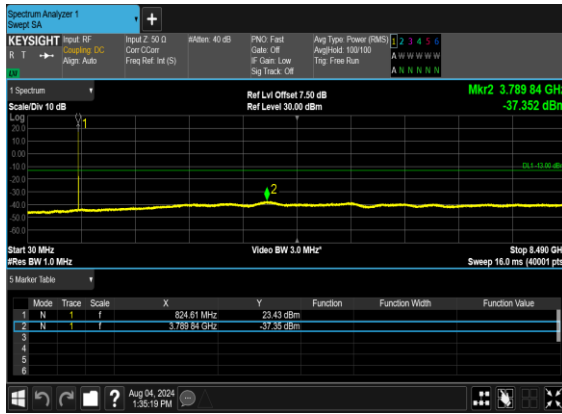 Spectrum Analyzer 1
Swept SA
+
KEYSIGHT Input: RF Input Z: 50 Ω #Atten: 40 dB PNO: Fast Avg Type: Power (RMS) 1 2 3 4 5 6
R T Coupling: DC Corr CCorr Gate: Off Avg|Hold: 100/100 A W W W W W
Align: Auto Freq Ref: Int (S) IF Gain: Low Trig: Free Run
LXI Sig Track: Off A N N N N N
1 Spectrum Ref Lvl Offset 7.50 dB Mkr2 3.789 84 GHz
Scale/Div 10 dB Ref Level 30.00 dBm -37.352 dBm
Log
1
20.0
10.0
0.00
-10.0
DL1 -13.00 dBm
-20.0
-30.0
2
-40.0
-50.0
-60.0
Start 30 MHz Video BW 3.0 MHz* Stop 8.490 GHz
#Res BW 1.0 MHz Sweep 16.0 ms (40001 pts)
5 Marker Table
Mode Trace Scale X Y Function Function Width Function Value
1 N 1 f 824.61 MHz 23.43 dBm
2 N 1 f 3.789 84 GHz -37.35 dBm
3
4
5
6
? Aug 04, 2024
1:35:19 PM